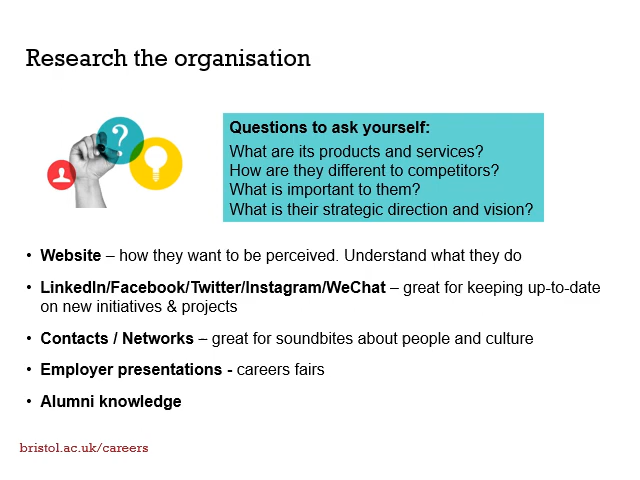 Research the organisation
?
Questions to ask yourself:
What are its products and services?
How are they different to competitors?
What is important to them?
What is their strategic direction and vision?
• Website – how they want to be perceived. Understand what they do
• LinkedIn/Facebook/Twitter/Instagram/WeChat – great for keeping up-to-date
on new initiatives & projects
• Contacts / Networks – great for soundbites about people and culture
• Employer presentations - careers fairs
• Alumni knowledge
bristol.ac.uk/careers